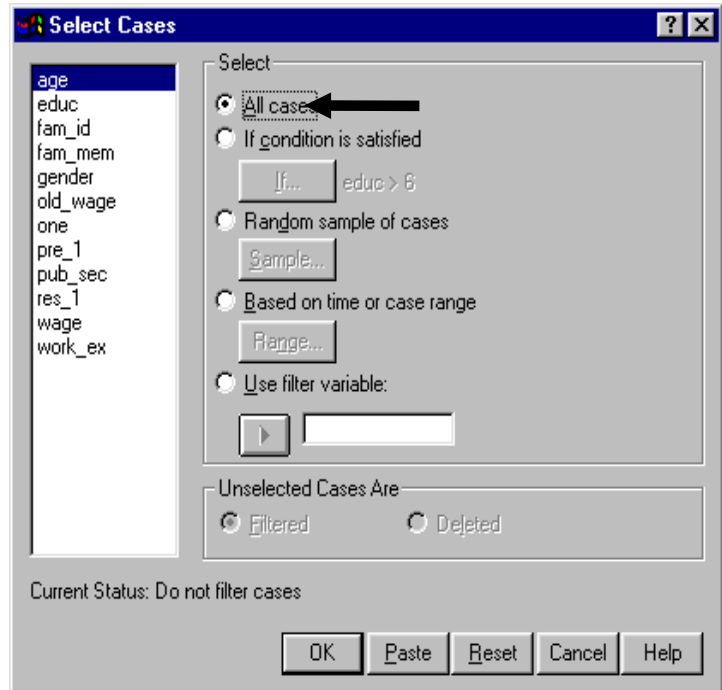 Select Cases
age
educ
fam_id
fam_mem
gender
old_wage
one
pre_1
pub_sec
res_1
wage
work_ex
Select
All cases
If condition is satisfied
If... educ > 6
Random sample of cases
Sample...
Based on time or case range
Range...
Use filter variable:
Unselected Cases Are
Filtered Deleted
Current Status: Do not filter cases
OK Paste Reset Cancel Help